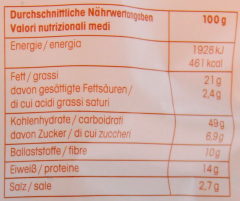 Durchschnittliche Nährwertangaben
Valori nutrizionali medi
100 g
Energie / energia
1928 kJ
461 kcal
Fett / grassi 21 g
davon gesättigte Fettsäuren /
di cui acidi grassi saturi 2,4g
Kohlenhydrate / carboidrati 49g
davon Zucker / di cui zuccheri 6,9g
Ballaststoffe / fibre 10g
Eiweiß / proteine 14g
Salz / sale 2,7g